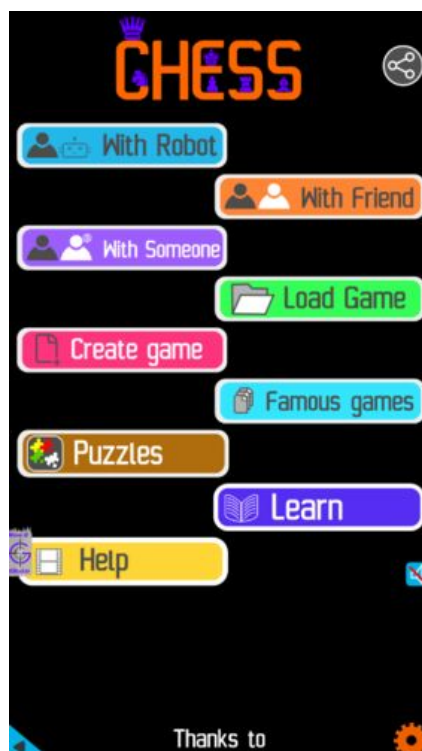 CHESS
With Robot
With Friend
With Someone
Load Game
Create game
Famous games
Puzzles
Learn
Help
Thanks to